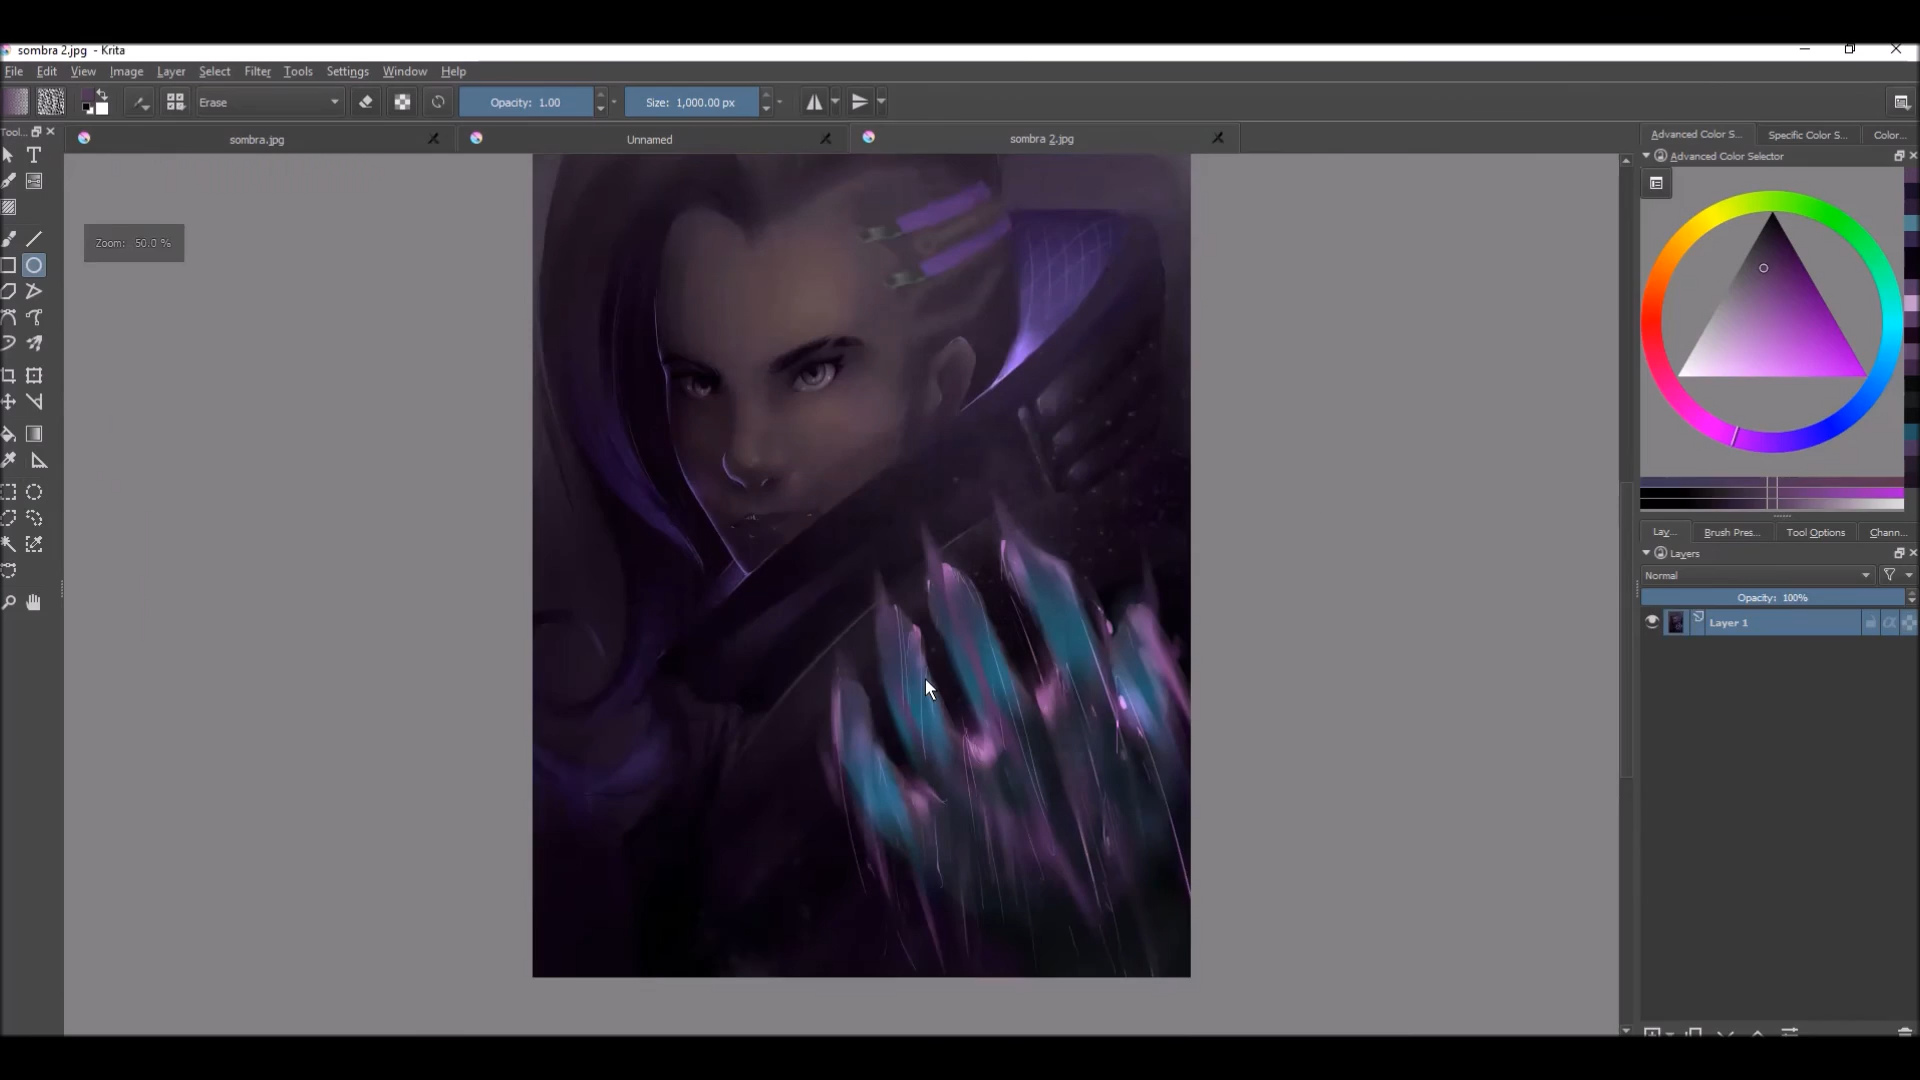 sombra 2.jpg - Krita
File Edit View Image Layer Select Filter Tools Settings Window Help
Erase Opacity: 1.00 Size: 1,000.00 px
Tool... sombra.jpg Unnamed sombra 2.jpg
Advanced Color S... Specific Color S... Color...
Advanced Color Selector
Zoom: 50.0 %
Lay... Brush Pres... Tool Options Chann...
Layers
Normal
Opacity: 100%
Layer 1